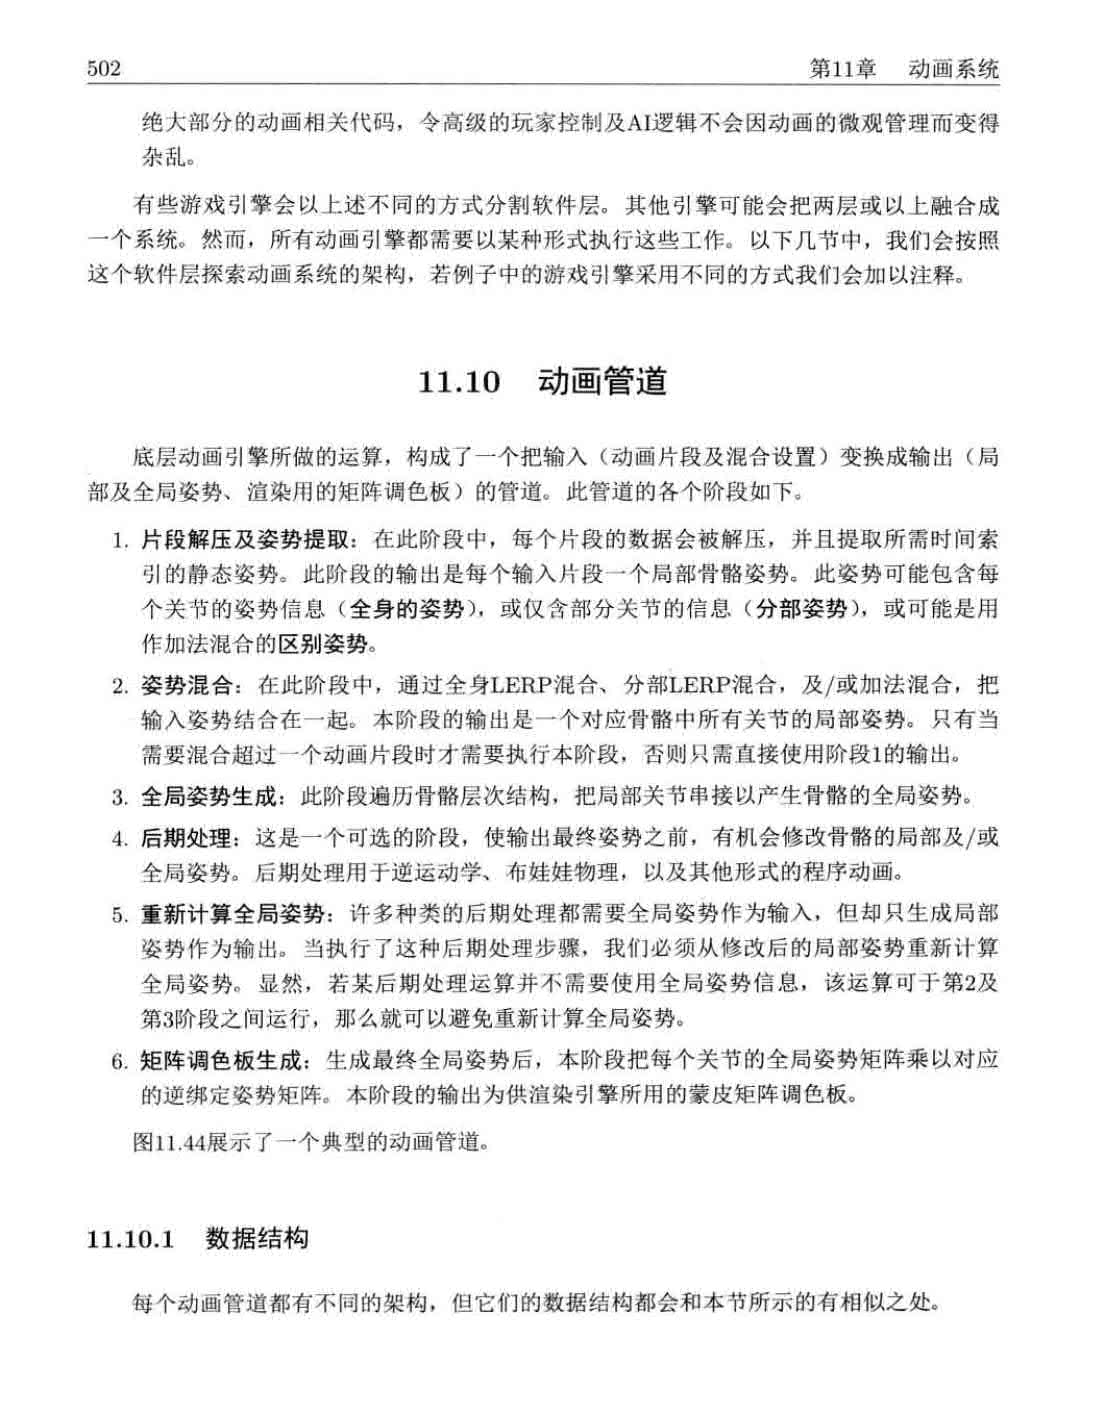 502 第11章 动画系统
绝大部分的动画相关代码，令高级的玩家控制及AI逻辑不会因动画的微观管理而变得
杂乱。
有些游戏引擎会以上述不同的方式分割软件层。其他引擎可能会把两层或以上融合成
一个系统。然而，所有动画引擎都需要以某种形式执行这些工作。以下几节中，我们会按照
这个软件层探索动画系统的架构，若例子中的游戏引擎采用不同的方式我们会加以注释。
11.10 动画管道
底层动画引擎所做的运算，构成了一个把输入（动画片段及混合设置）变换成输出（局
部及全局姿势、渲染用的矩阵调色板）的管道。此管道的各个阶段如下。
1. 片段解压及姿势提取：在此阶段中，每个片段的数据会被解压，并且提取所需时间索
引的静态姿势。此阶段的输出是每个输入片段一个局部骨骼姿势。此姿势可能包含每
个关节的姿势信息（全身的姿势），或仅含部分关节的信息（分部姿势），或可能是用
作加法混合的区别姿势。
2. 姿势混合：在此阶段中，通过全身LERP混合、分部LERP混合，及/或加法混合，把
输入姿势结合在一起。本阶段的输出是一个对应骨骼中所有关节的局部姿势。只有当
需要混合超过一个动画片段时才需要执行本阶段，否则只需直接使用阶段1的输出。
3. 全局姿势生成：此阶段遍历骨骼层次结构，把局部关节串接以产生骨骼的全局姿势。
4. 后期处理：这是一个可选的阶段，使输出最终姿势之前，有机会修改骨骼的局部及/或
全局姿势。后期处理用于逆运动学、布娃娃物理，以及其他形式的程序动画。
5. 重新计算全局姿势：许多种类的后期处理都需要全局姿势作为输入，但却只生成局部
姿势作为输出。当执行了这种后期处理步骤，我们必须从修改后的局部姿势重新计算
全局姿势。显然，若某后期处理运算并不需要使用全局姿势信息，该运算可于第2及
第3阶段之间运行，那么就可以避免重新计算全局姿势。
6. 矩阵调色板生成：生成最终全局姿势后，本阶段把每个关节的全局姿势矩阵乘以对应
的逆绑定姿势矩阵。本阶段的输出为供渲染引擎所用的蒙皮矩阵调色板。
图11.44展示了一个典型的动画管道。
11.10.1 数据结构
每个动画管道都有不同的架构，但它们的数据结构都会和本节所示的有相似之处。